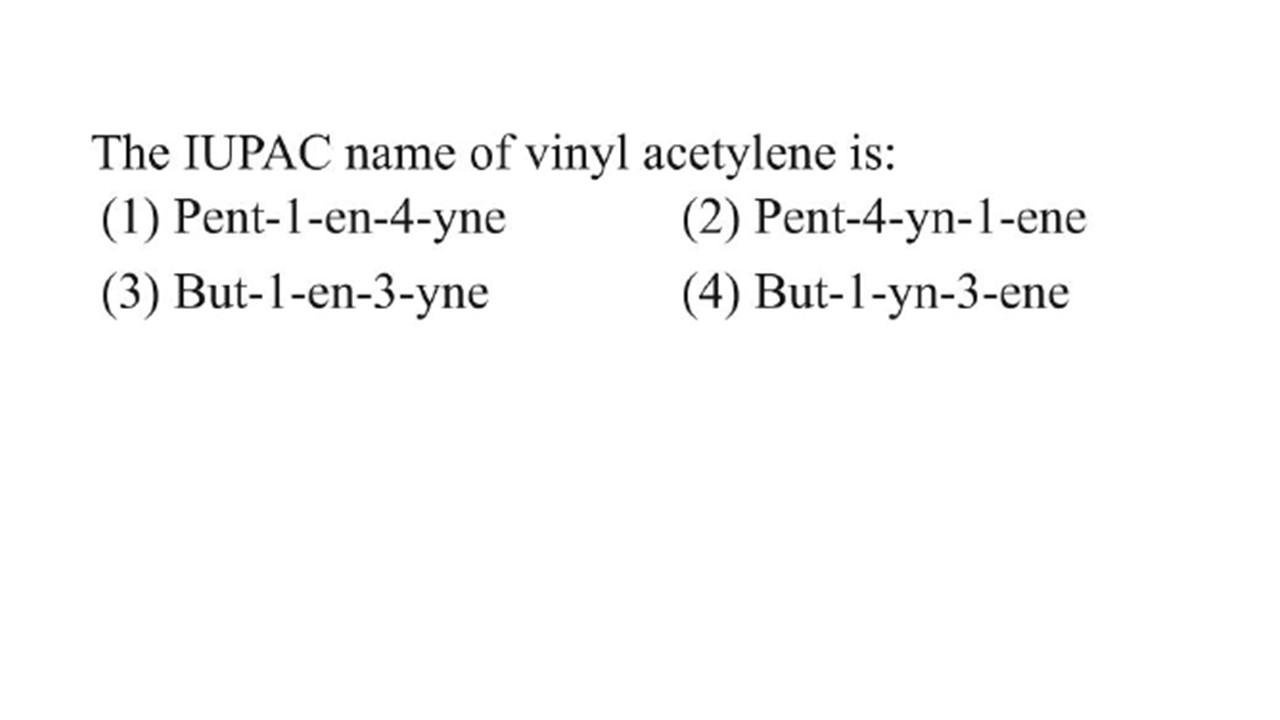 The IUPAC name of vinyl acetylene is:
(1) Pent-1-en-4-yne (2) Pent-4-yn-1-ene
(3) But-1-en-3-yne (4) But-1-yn-3-ene